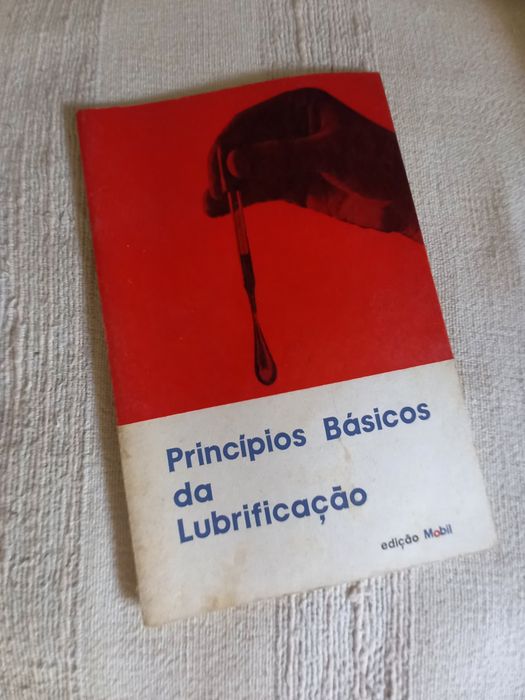 Princípios Básicos
da
Lubrificação
edição Mobil